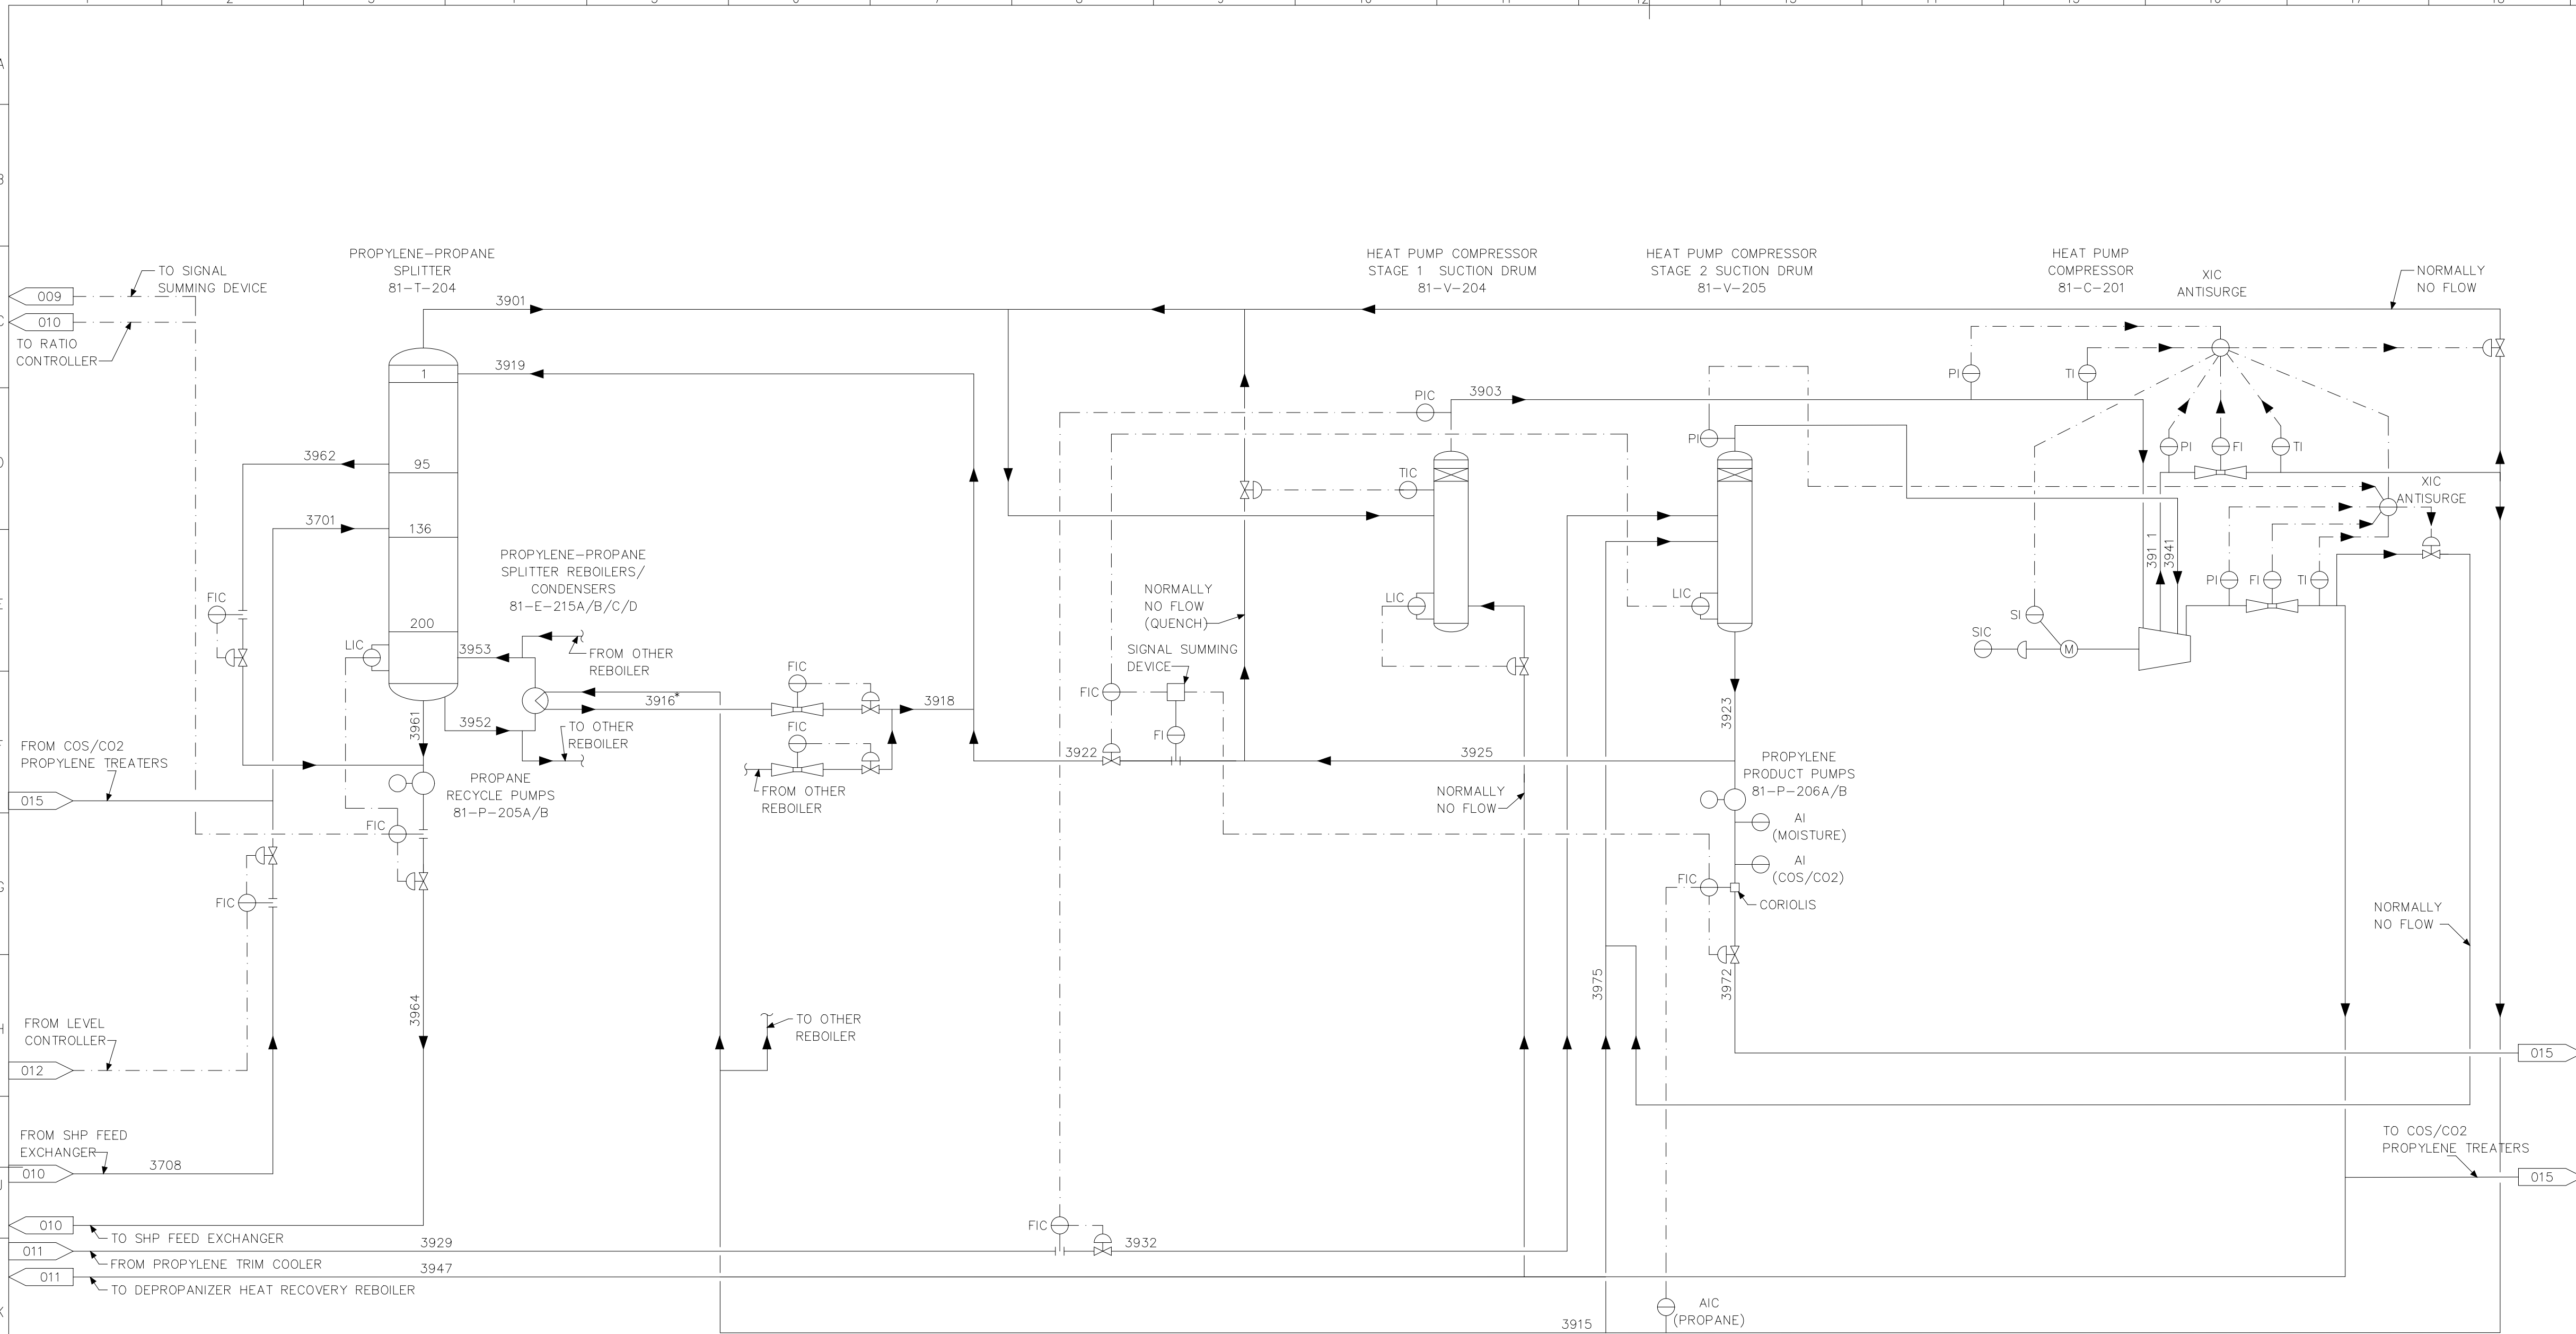 PROPYLENE-PROPANE
SPLITTER
81-T-204
HEAT PUMP COMPRESSOR
STAGE 1 SUCTION DRUM
81-V-204
HEAT PUMP COMPRESSOR
STAGE 2 SUCTION DRUM
81-V-205
HEAT PUMP
COMPRESSOR
81-C-201
XIC
ANTISURGE
NORMALLY
NO FLOW
TO SIGNAL
SUMMING DEVICE
009
010
TO RATIO
CONTROLLER
3901
1
3919
PIC
3903
PI
TI
3962
95
TIC
PI
PI
FI
TI
XIC
ANTISURGE
3701
136
PROPYLENE-PROPANE
SPLITTER REBOILERS/
CONDENSERS
81-E-215A/B/C/D
391 1
3941
PI
FI
TI
FIC
200
NORMALLY
NO FLOW
(QUENCH)
LIC
LIC
SI
SIC
M
LIC
3953
FROM OTHER
REBOILER
SIGNAL SUMMING
DEVICE
FIC
FIC
3916*
3918
3961
3952
TO OTHER
REBOILER
FIC
FI
3922
3925
3923
FROM COS/CO2
PROPYLENE TREATERS
015
PROPANE
RECYCLE PUMPS
81-P-205A/B
FROM OTHER
REBOILER
NORMALLY
NO FLOW
PROPYLENE
PRODUCT PUMPS
81-P-206A/B
FIC
AI
(MOISTURE)
AI
(COS/CO2)
FIC
CORIOLIS
FIC
NORMALLY
NO FLOW
3964
3975
3972
FROM LEVEL
CONTROLLER
012
TO OTHER
REBOILER
015
FROM SHP FEED
EXCHANGER
010
3708
TO COS/CO2
PROPYLENE TREATERS
015
010
TO SHP FEED EXCHANGER
FIC
011
3929
3932
FROM PROPYLENE TRIM COOLER
011
3947
TO DEPROPANIZER HEAT RECOVERY REBOILER
AIC
(PROPANE)
3915